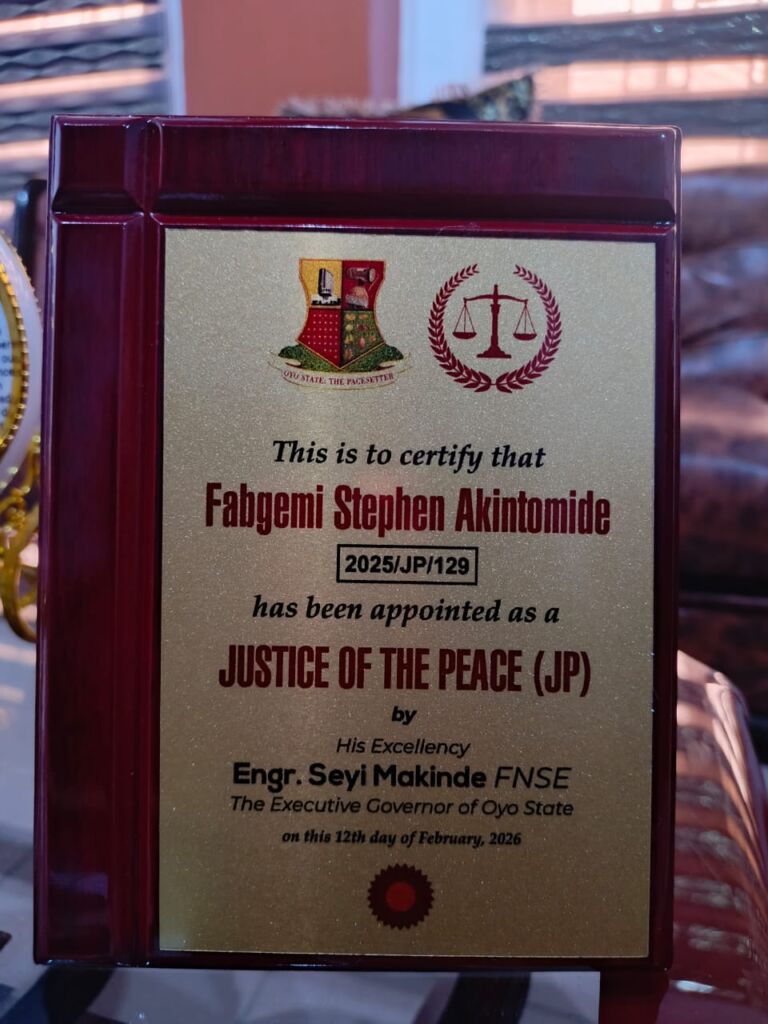 OYO STATE: THE PACESETTER
This is to certify that
Fabgemi Stephen Akintomide
2025/JP/129
has been appointed as a
JUSTICE OF THE PEACE (JP)
by
His Excellency
Engr. Seyi Makinde FNSE
The Executive Governor of Oyo State
on this 12th day of February, 2026